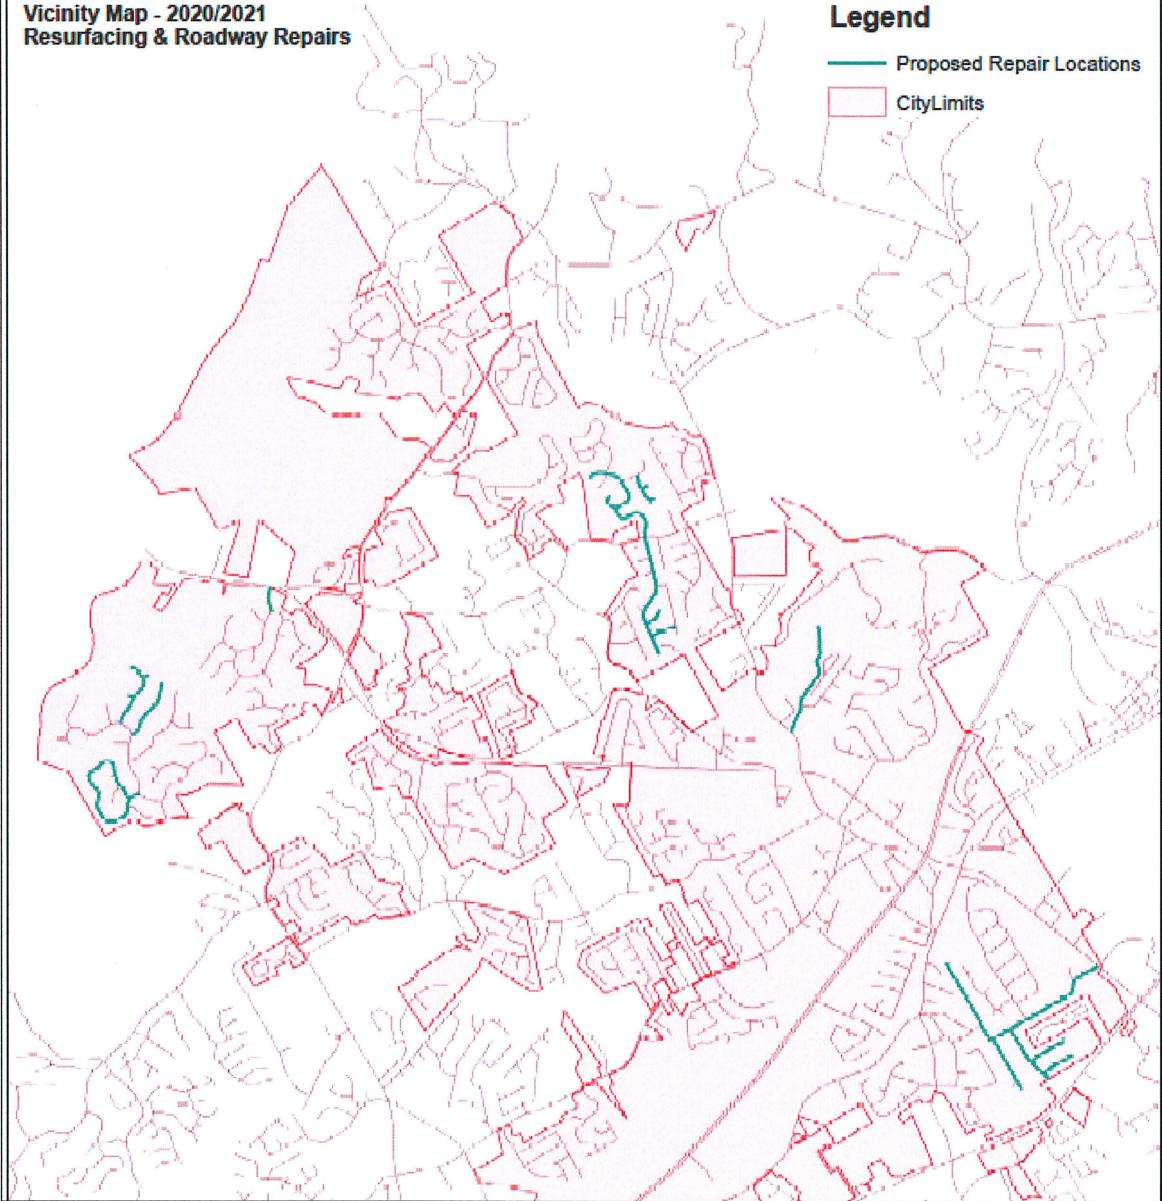 Vicinity Map - 2020/2021
Resurfacing & Roadway Repairs
Legend
Proposed Repair Locations
CityLimits